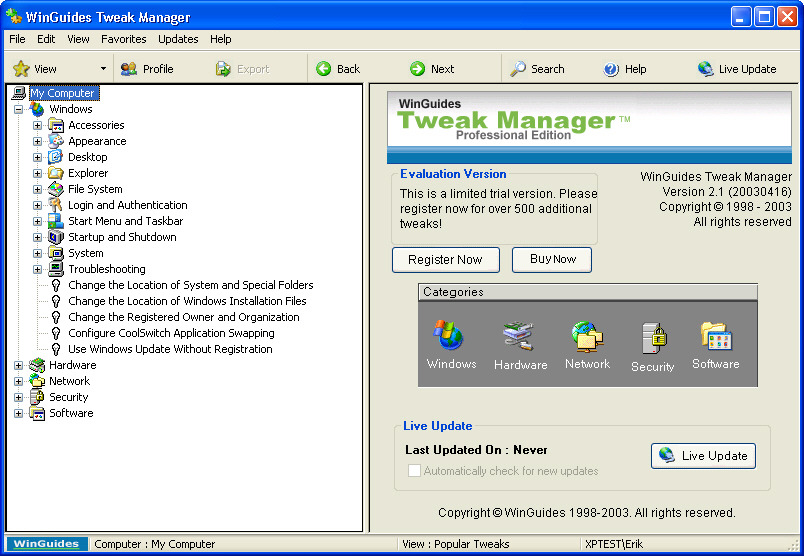 WinGuides Tweak Manager
File Edit View Favorites Updates Help
View Profile Export Back Next Search Help Live Update
My Computer
Windows
Accessories
Appearance
Desktop
Explorer
File System
Login and Authentication
Start Menu and Taskbar
Startup and Shutdown
System
Troubleshooting
Change the Location of System and Special Folders
Change the Location of Windows Installation Files
Change the Registered Owner and Organization
Configure CoolSwitch Application Swapping
Use Windows Update Without Registration
Hardware
Network
Security
Software
WinGuides
Tweak Manager TM
Professional Edition
Evaluation Version
This is a limited trial version. Please
register now for over 500 additional
tweaks!
WinGuides Tweak Manager
Version 2.1 (20030416)
Copyright © 1998 - 2003
All rights reserved
Register Now Buy Now
Categories
Windows Hardware Network Security Software
Live Update
Last Updated On : Never
Automatically check for new updates
Live Update
Copyright © WinGuides 1998-2003. All rights reserved.
WinGuides Computer : My Computer View : Popular Tweaks XPTEST\Erik